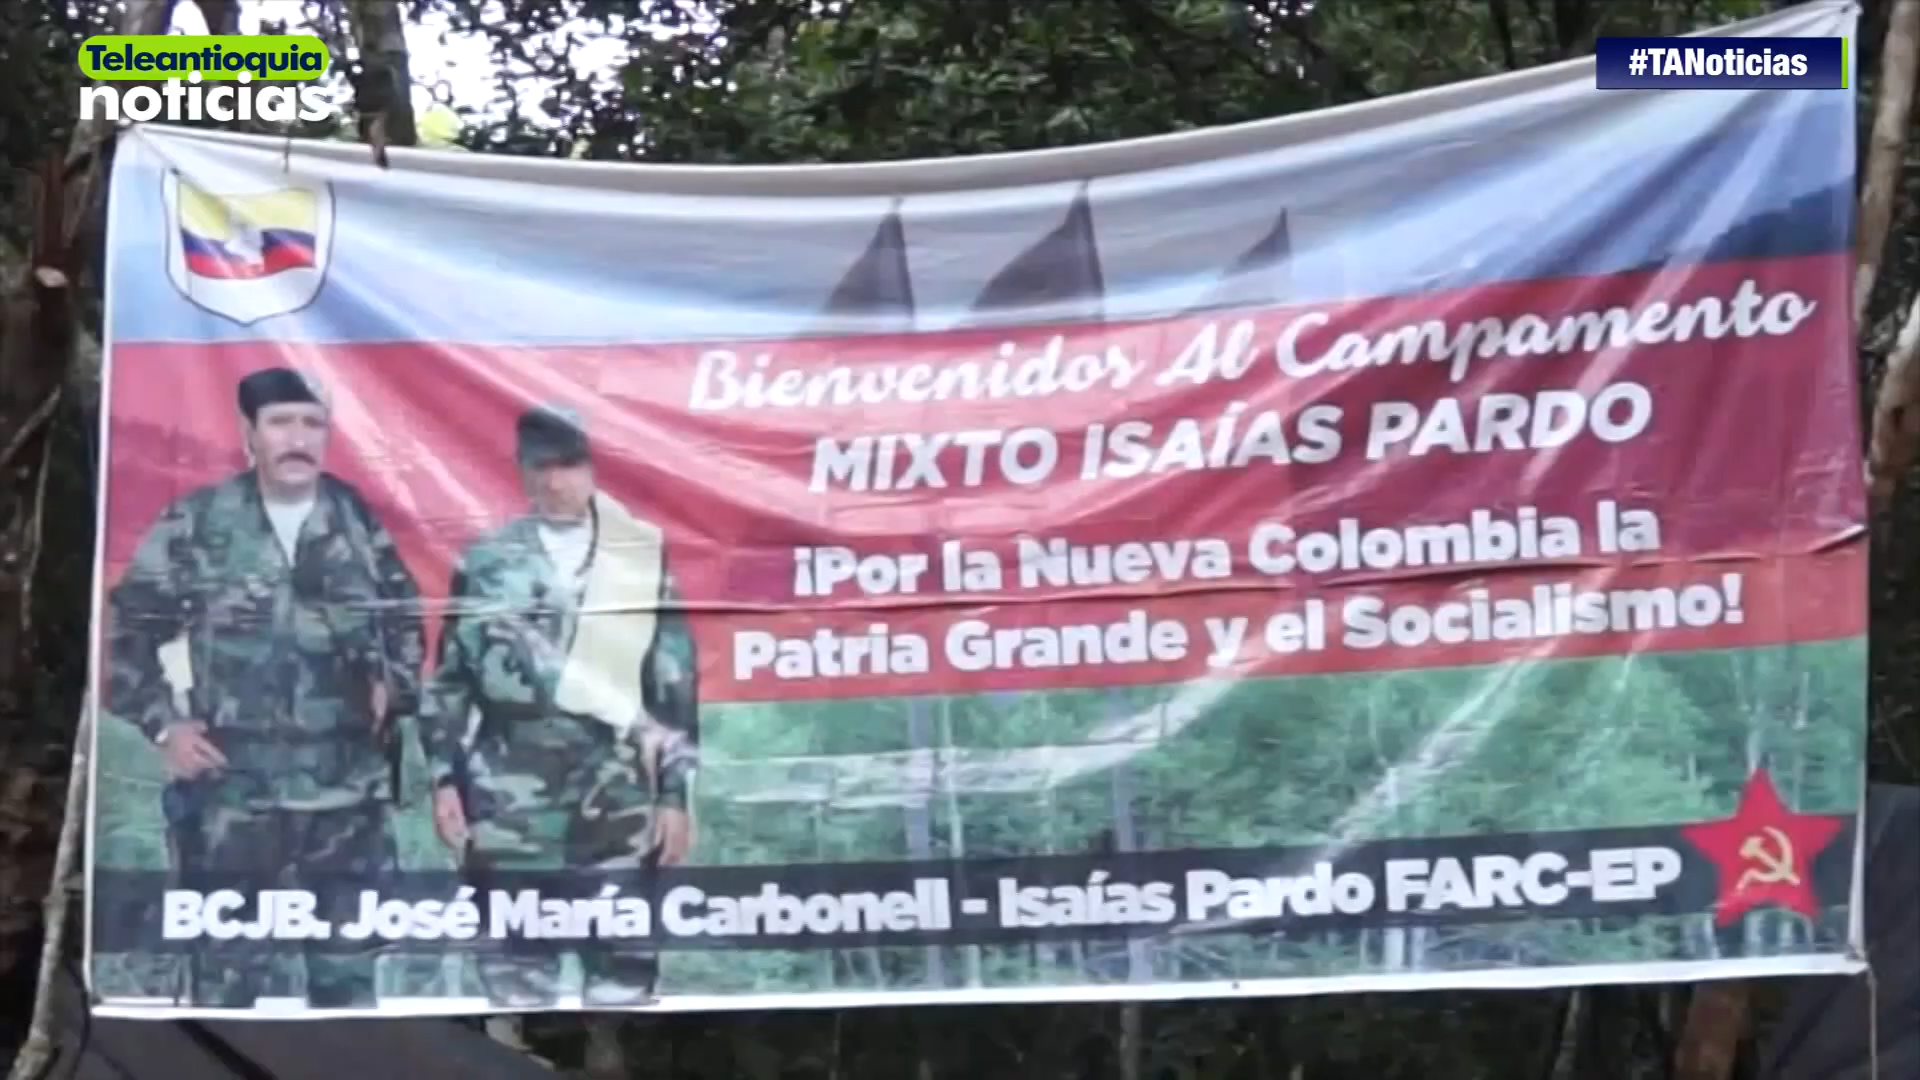 Teleantioquia
noticias
#TANoticias
Bienvenidos Al Campamento
MIXTO ISAÍAS PARDO
¡Por la Nueva Colombia la
Patria Grande y el Socialismo!
BCJB. José María Carbonell - Isaías Pardo FARC-EP